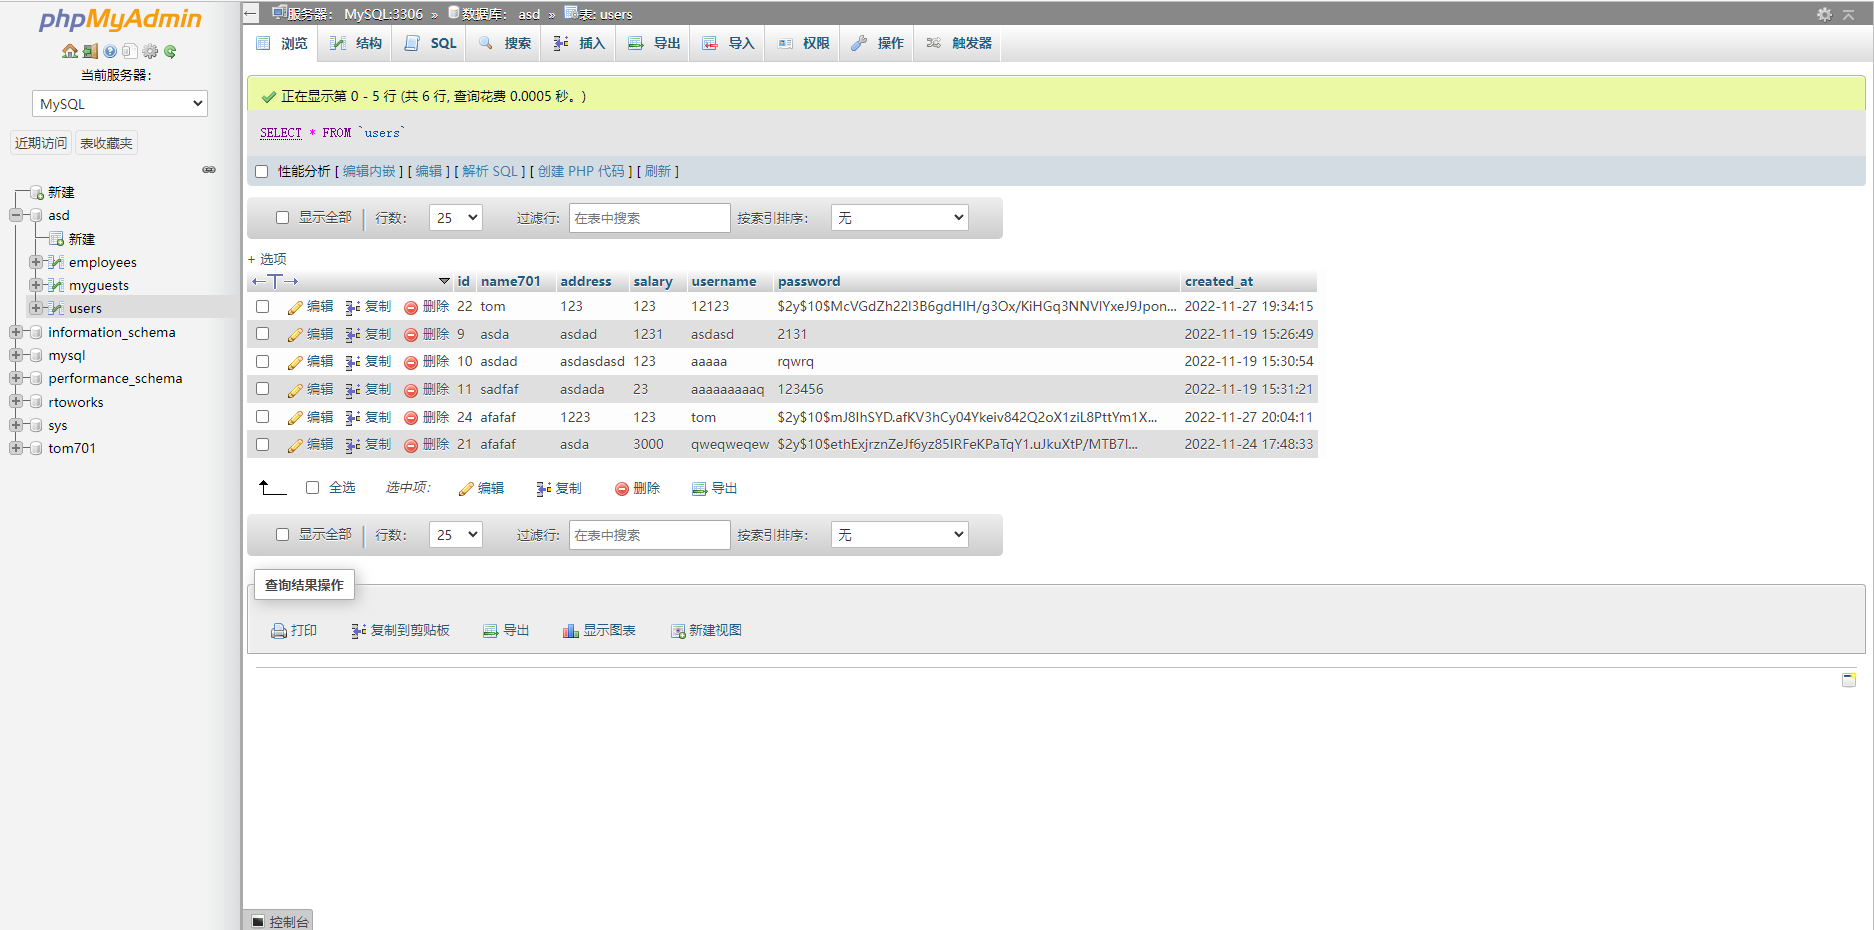 phpMyAdmin
当前服务器：
MySQL
近期访问 表收藏夹
新建
asd
新建
employees
myguests
users
information_schema
mysql
performance_schema
rtoworks
sys
tom701
服务器： MySQL:3306 » 数据库： asd » 表: users
浏览 结构 SQL 搜索 插入 导出 导入 权限 操作 触发器
正在显示第 0 - 5 行 (共 6 行, 查询花费 0.0005 秒。)
SELECT * FROM `users`
性能分析 [ 编辑内嵌 ] [ 编辑 ] [ 解析 SQL ] [ 创建 PHP 代码 ] [ 刷新 ]
显示全部 行数： 25 过滤行: 在表中搜索 按索引排序： 无
+ 选项
←T→ id name701 address salary username password created_at
编辑 复制 删除 22 tom 123 123 12123 $2y$10$McVGdZh22I3B6gdHIH/g3Ox/KiHGq3NNVlYxeJ9Jpon... 2022-11-27 19:34:15
编辑 复制 删除 9 asda asdad 1231 asdasd 2131 2022-11-19 15:26:49
编辑 复制 删除 10 asdad asdasdasd 123 aaaaa rqwrq 2022-11-19 15:30:54
编辑 复制 删除 11 sadfaf asdada 23 aaaaaaaaaq 123456 2022-11-19 15:31:21
编辑 复制 删除 24 afafaf 1223 123 tom $2y$10$mJ8IhSYD.afKV3hCy04Ykeiv842Q2oX1ziL8PttYm1X... 2022-11-27 20:04:11
编辑 复制 删除 21 afafaf asda 3000 qweqweqew $2y$10$ethExjrznZeJf6yz85IRFeKPaTqY1.uJkuXtP/MTB7l... 2022-11-24 17:48:33
全选 选中项: 编辑 复制 删除 导出
显示全部 行数： 25 过滤行: 在表中搜索 按索引排序： 无
查询结果操作
打印 复制到剪贴板 导出 显示图表 新建视图
控制台